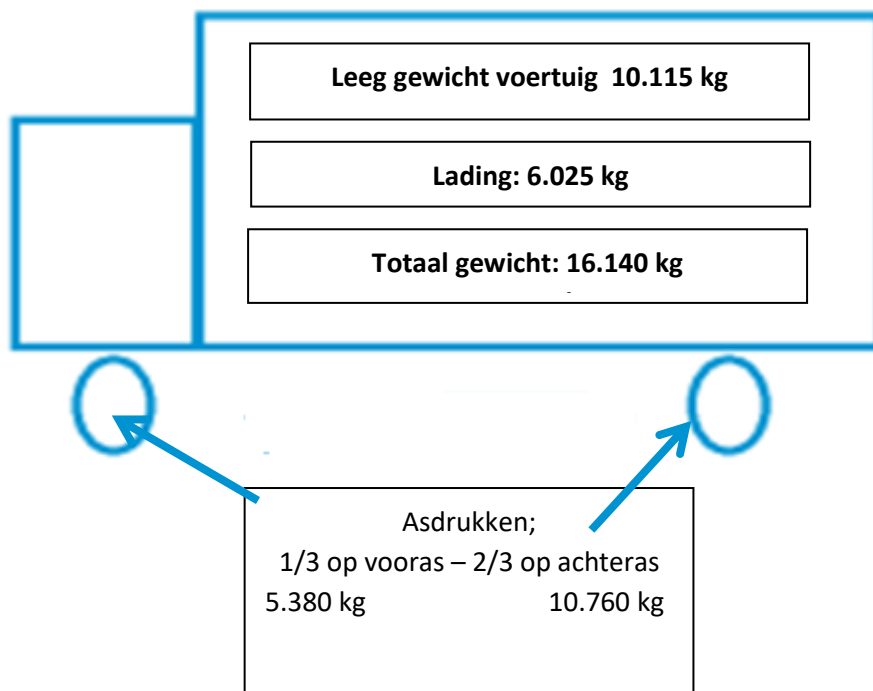 Leeg gewicht voertuig 10.115 kg
Lading: 6.025 kg
Totaal gewicht: 16.140 kg
Asdrukken;
1/3 op vooras – 2/3 op achteras
5.380 kg 10.760 kg